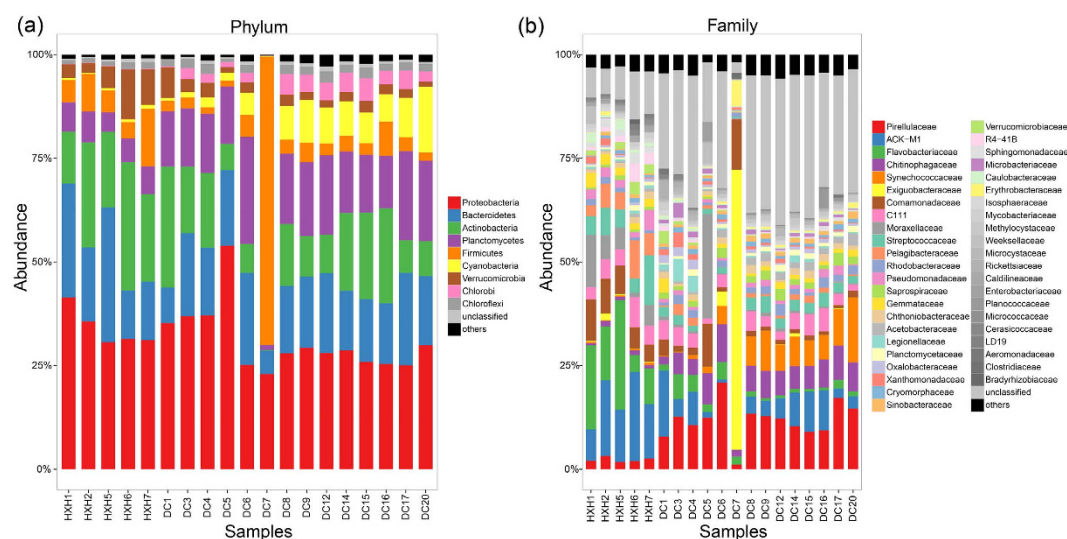 (a)
Phylum
100%
75%
50%
25%
0%
Abundance
HXH1
HXH2
HXH5
HXH6
HXH7
DC1
DC3
DC4
DC5
DC6
DC7
DC8
DC9
DC12
DC14
DC15
DC16
DC17
DC20
Samples
Proteobacteria
Bacteroidetes
Actinobacteria
Planctomycetes
Firmicutes
Cyanobacteria
Verrucomicrobia
Chlorobi
Chloroflexi
unclassified
others
(b)
Family
100%
75%
50%
25%
0%
Abundance
HXH1
HXH2
HXH5
HXH6
HXH7
DC1
DC3
DC4
DC5
DC6
DC7
DC8
DC9
DC12
DC14
DC15
DC16
DC17
DC20
Samples
Pirellulaceae
ACK−M1
Flavobacteriaceae
Chitinophagaceae
Synechococcaceae
Exiguobacteraceae
Comamonadaceae
C111
Moraxellaceae
Streptococcaceae
Pelagibacteraceae
Rhodobacteraceae
Pseudomonadaceae
Saprospiraceae
Gemmataceae
Chthoniobacteraceae
Acetobacteraceae
Legionellaceae
Planctomycetaceae
Oxalobacteraceae
Xanthomonadaceae
Cryomorphaceae
Sinobacteraceae
Verrucomicrobiaceae
R4−41B
Sphingomonadaceae
Microbacteriaceae
Caulobacteraceae
Erythrobacteraceae
Isosphaeraceae
Mycobacteriaceae
Methylocystaceae
Weeksellaceae
Microcystaceae
Rickettsiaceae
Caldilineaceae
Enterobacteriaceae
Planococcaceae
Micrococcaceae
Cerasicoccaceae
LD19
Aeromonadaceae
Clostridiaceae
Bradyrhizobiaceae
unclassified
others